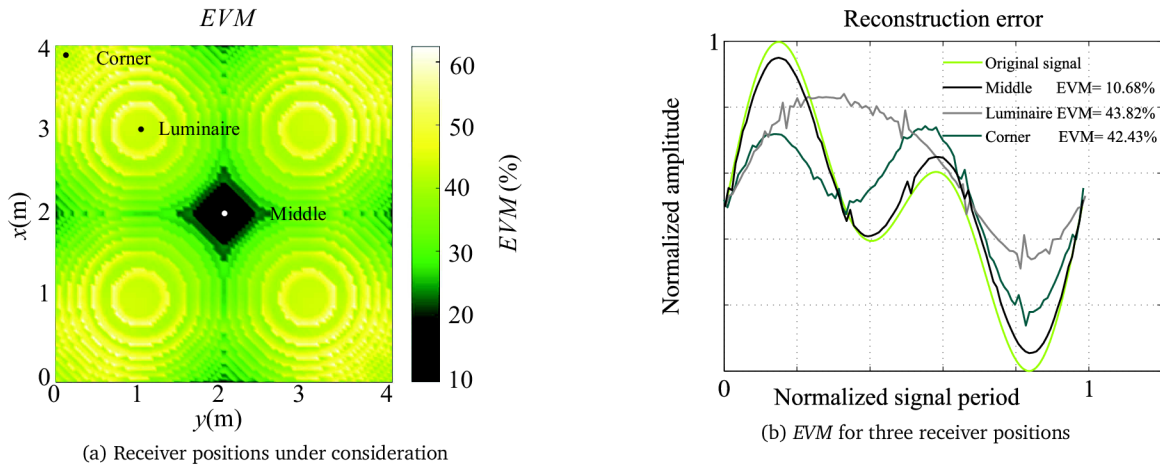 EVM
4
3
2
1
0
x(m)
Corner
Luminaire
Middle
0 1 2 3 4
y(m)
60
50
40
30
20
10
EVM (%)
(a) Receiver positions under consideration
Reconstruction error
1
Normalized amplitude
Original signal
Middle EVM= 10.68%
Luminaire EVM= 43.82%
Corner EVM= 42.43%
0 1
Normalized signal period
(b) EVM for three receiver positions